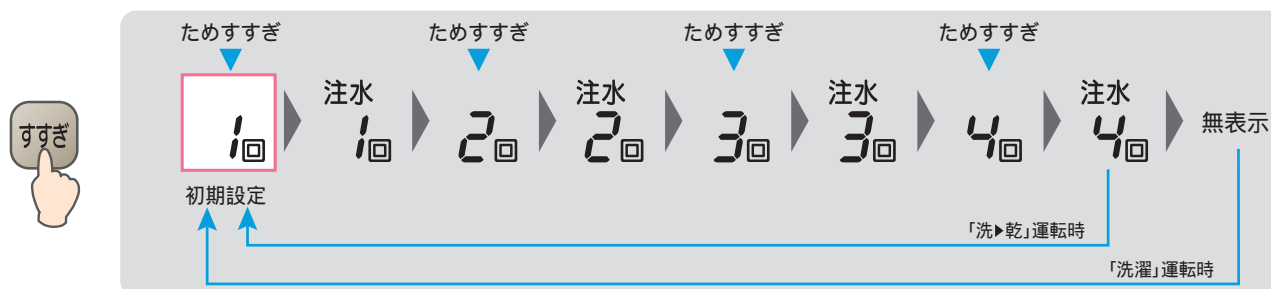 ためすすぎ ためすすぎ ためすすぎ ためすすぎ
すすぎ
1回 注水 1回 2回 注水 2回 3回 注水 3回 4回 注水 4回 無表示
初期設定
「洗▶乾」運転時
「洗濯」運転時